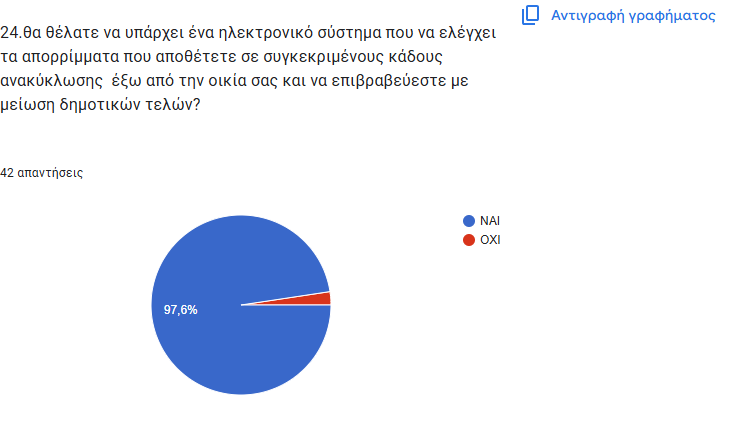 Αντιγραφή γραφήματος
24.θα θέλατε να υπάρχει ένα ηλεκτρονικό σύστημα που να ελέγχει
τα απορρίμματα που αποθέτετε σε συγκεκριμένους κάδους
ανακύκλωσης  έξω από την οικία σας και να επιβραβεύεστε με
μείωση δημοτικών τελών?
42 απαντήσεις
ΝΑΙ
ΟΧΙ
97,6%